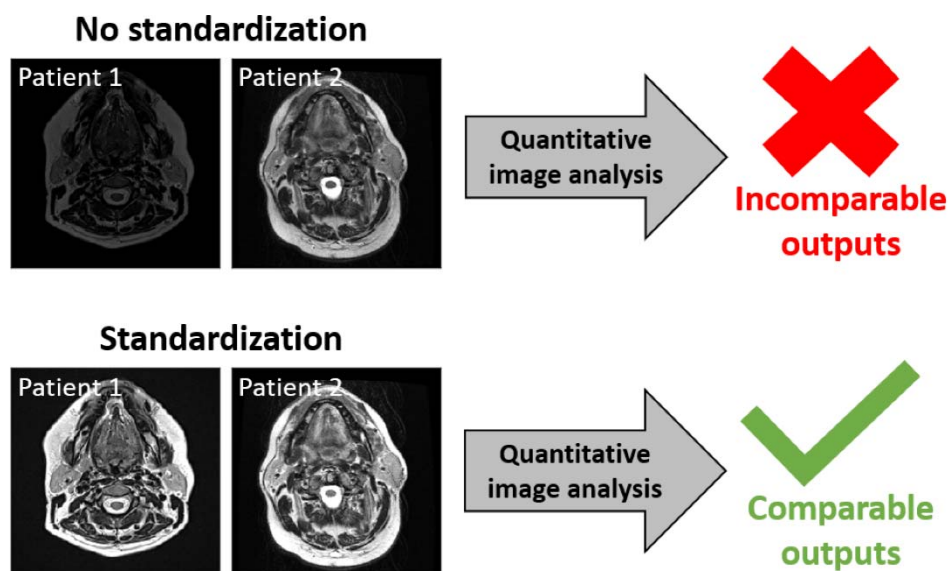 No standardization
Patient 1
Patient 2
Quantitative
image analysis
Incomparable
outputs
Standardization
Patient 1
Patient 2
Quantitative
image analysis
Comparable
outputs